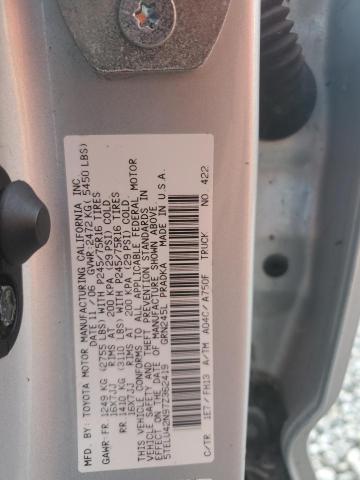 MFD. BY: TOYOTA MOTOR MANUFACTURING CALIFORNIA INC.
DATE 11/06 GVWR:2472 KG( 5450 LBS)
GAWR FR: 1249 KG (2755 LBS) WITH P245/75R16 TIRES
16X7JJ RIMS AT 200 KPA (29 PSI) COLD
RR: 1410 KG (3110 LBS) WITH P245/75R16 TIRES
16X7JJ RIMS AT 200 KPA (29 PSI) COLD
THIS VEHICLE CONFORMS TO ALL APPLICABLE FEDERAL MOTOR
VEHICLE SAFETY AND THEFT PREVENTION STANDARDS IN
EFFECT ON THE DATE OF MANUFACTURE SHOWN ABOVE.
5TELU42N97Z362419 PRADKA MADE IN U.S.A.
GRN245L
C/TR 1E7/FM13 A/TM A04C/A750F TRUCK NO. 422